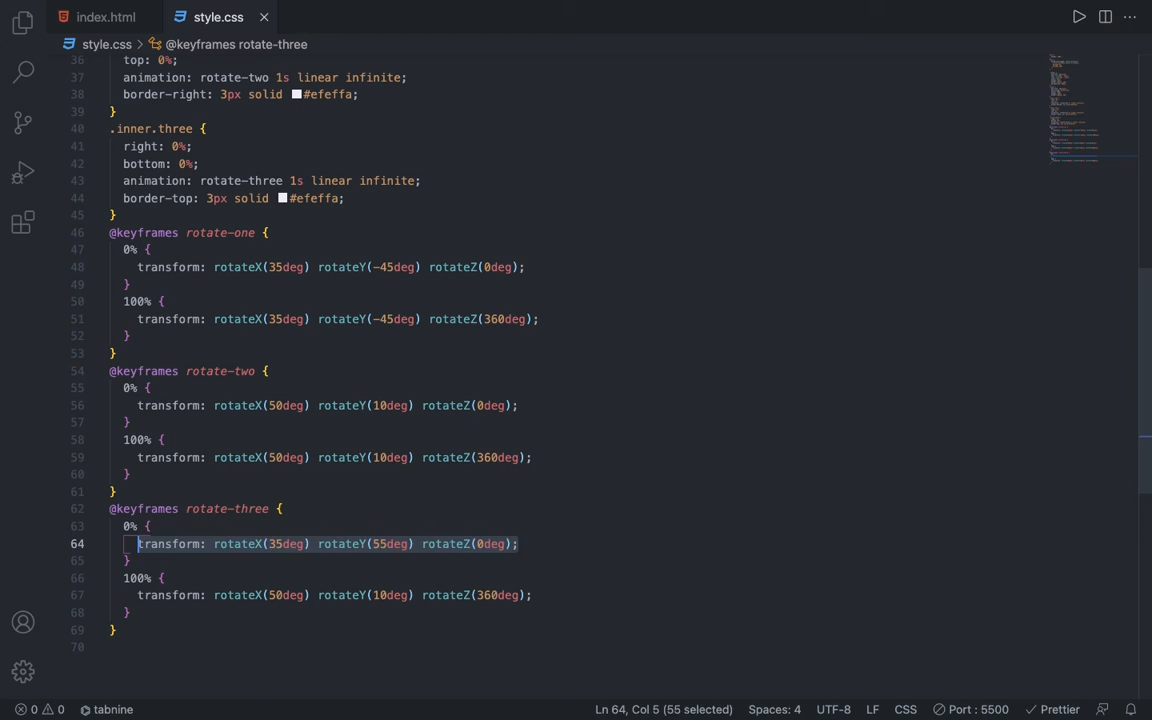 index.html
style.css
style.css > @keyframes rotate-three
36 top: 0%;
37 animation: rotate-two 1s linear infinite;
38 border-right: 3px solid #efeffa;
39 }
40 .inner.three {
41 right: 0%;
42 bottom: 0%;
43 animation: rotate-three 1s linear infinite;
44 border-top: 3px solid #efeffa;
45 }
46 @keyframes rotate-one {
47 0% {
48 transform: rotateX(35deg) rotateY(-45deg) rotateZ(0deg);
49 }
50 100% {
51 transform: rotateX(35deg) rotateY(-45deg) rotateZ(360deg);
52 }
53 }
54 @keyframes rotate-two {
55 0% {
56 transform: rotateX(50deg) rotateY(10deg) rotateZ(0deg);
57 }
58 100% {
59 transform: rotateX(50deg) rotateY(10deg) rotateZ(360deg);
60 }
61 }
62 @keyframes rotate-three {
63 0% {
64 transform: rotateX(35deg) rotateY(55deg) rotateZ(0deg);
65 }
66 100% {
67 transform: rotateX(50deg) rotateY(10deg) rotateZ(360deg);
68 }
69 }
70
0 0 tabnine Ln 64, Col 5 (55 selected) Spaces: 4 UTF-8 LF CSS Port : 5500 Prettier